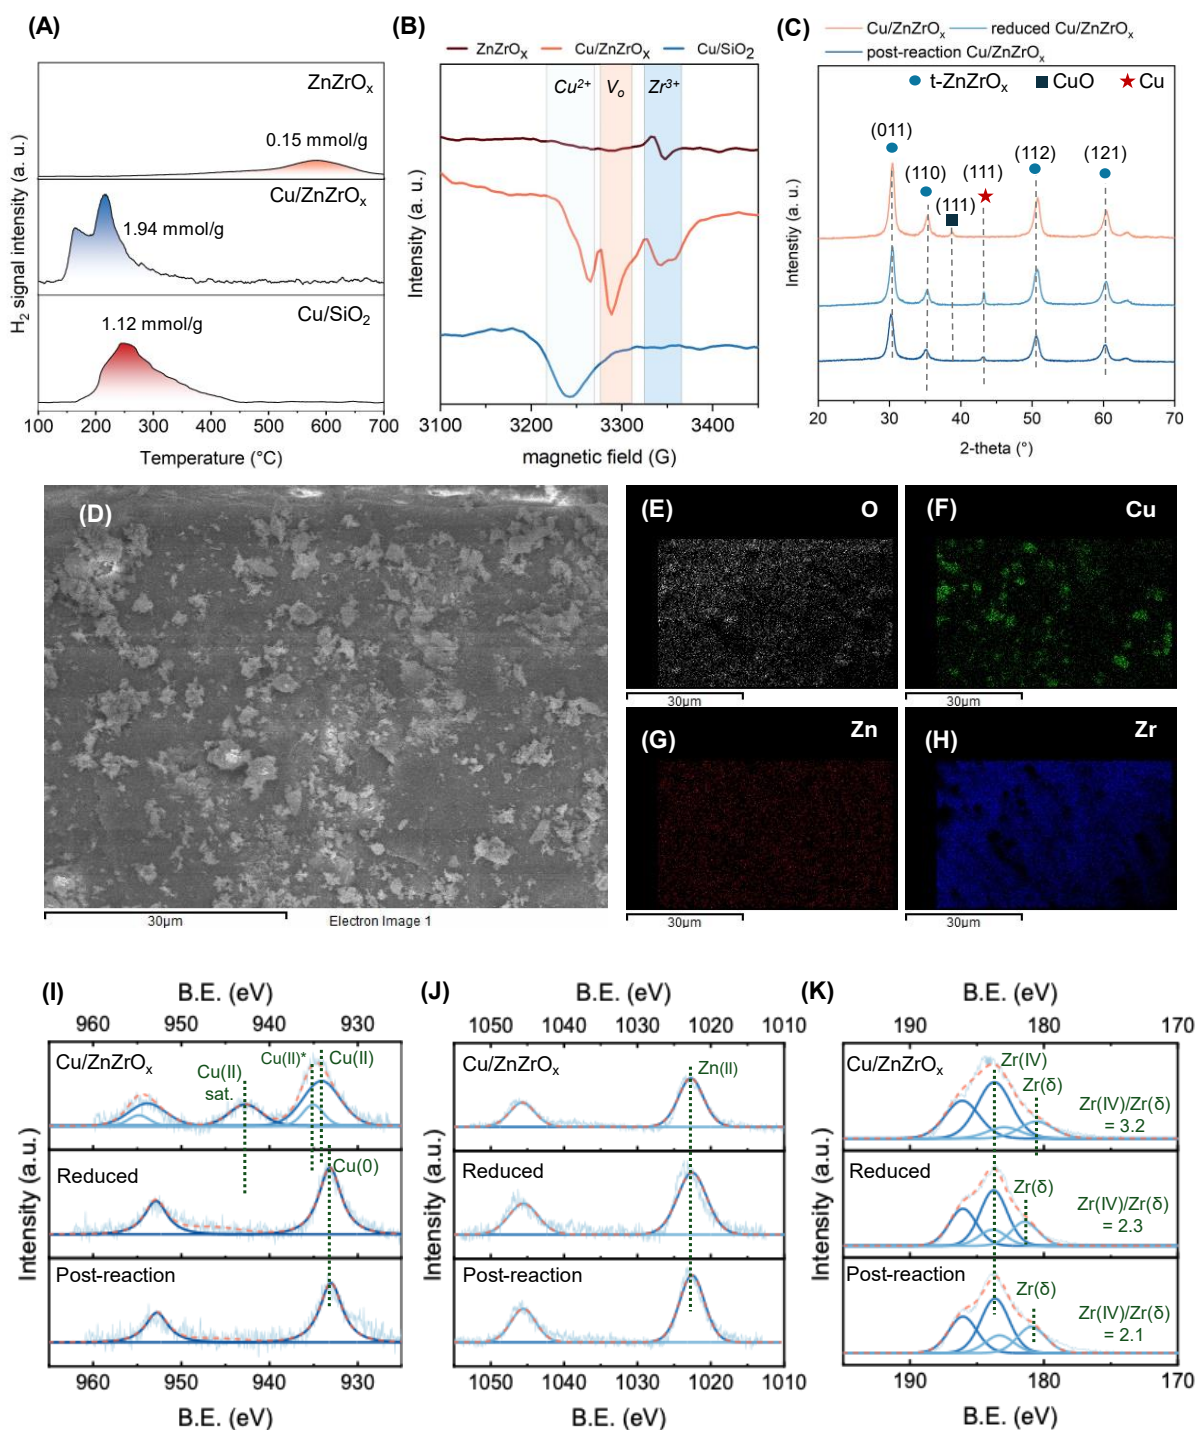 (A)
ZnZrOx
0.15 mmol/g
Cu/ZnZrOx
1.94 mmol/g
Cu/SiO2
1.12 mmol/g
H2 signal intensity (a. u.)
100 200 300 400 500 600 700
Temperature (°C)
(B)
ZnZrOx Cu/ZnZrOx Cu/SiO2
Cu2+ Vo Zr3+
Intensity (a. u.)
3100 3200 3300 3400
magnetic field (G)
(C)
Cu/ZnZrOx reduced Cu/ZnZrOx
post-reaction Cu/ZnZrOx
t-ZnZrOx CuO Cu
(011)
(110)
(111)
(111)
(112)
(121)
Intenstiy (a. u.)
20 30 40 50 60 70
2-theta (°)
(D)
30µm Electron Image 1
(E) O
30µm
(F) Cu
30µm
(G) Zn
30µm
(H) Zr
30µm
(I) B.E. (eV)
960 950 940 930
Cu/ZnZrOx
Cu(II)
sat.
Cu(II)*
Cu(II)
Reduced
Cu(0)
Post-reaction
Intensity (a.u.)
960 950 940 930
B.E. (eV)
(J) B.E. (eV)
1050 1040 1030 1020 1010
Cu/ZnZrOx
Zn(II)
Reduced
Post-reaction
Intensity (a.u.)
1050 1040 1030 1020 1010
B.E. (eV)
(K) B.E. (eV)
195 190 180 170
Cu/ZnZrOx
Zr(IV)
Zr(δ)
Zr(IV)/Zr(δ)
= 3.2
Reduced
Zr(δ)
Zr(IV)/Zr(δ)
= 2.3
Post-reaction
Zr(δ)
Zr(IV)/Zr(δ)
= 2.1
Intensity (a.u.)
195 190 180 170
B.E. (eV)